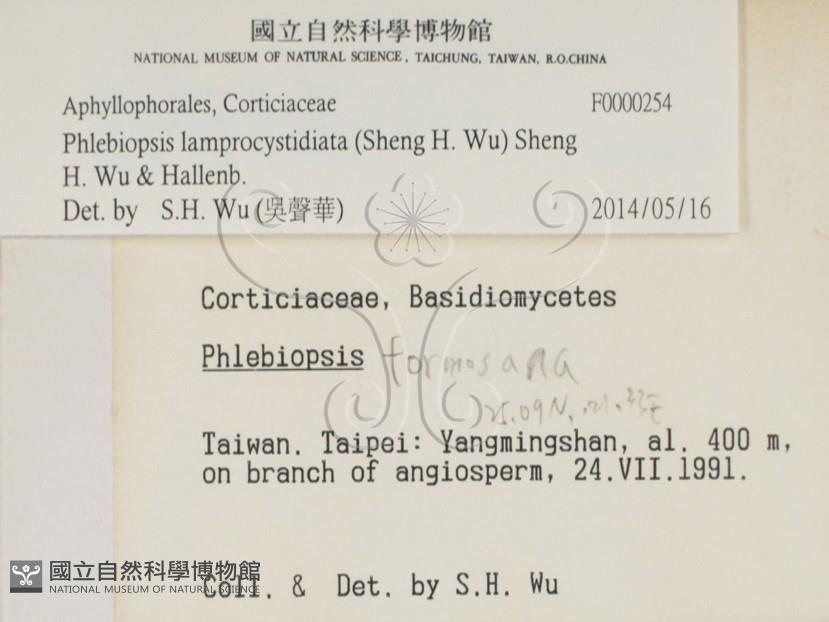 國立自然科學博物館
NATIONAL MUSEUM OF NATURAL SCIENCE, TAICHUNG, TAIWAN, R.O.CHINA
Aphyllophorales, Corticiaceae F0000254
Phlebiopsis lamprocystidiata (Sheng H. Wu) Sheng
H. Wu & Hallenb.
Det. by S.H. Wu (吳聲華) 2014/05/16
Corticiaceae, Basidiomycetes
Phlebiopsis formosana
25.09N,
Taiwan. Taipei: Yangmingshan, al. 400 m,
on branch of angiosperm, 24.VII.1991.
Coll. & Det. by S.H. Wu
國立自然科學博物館
NATIONAL MUSEUM OF NATURAL SCIENCE